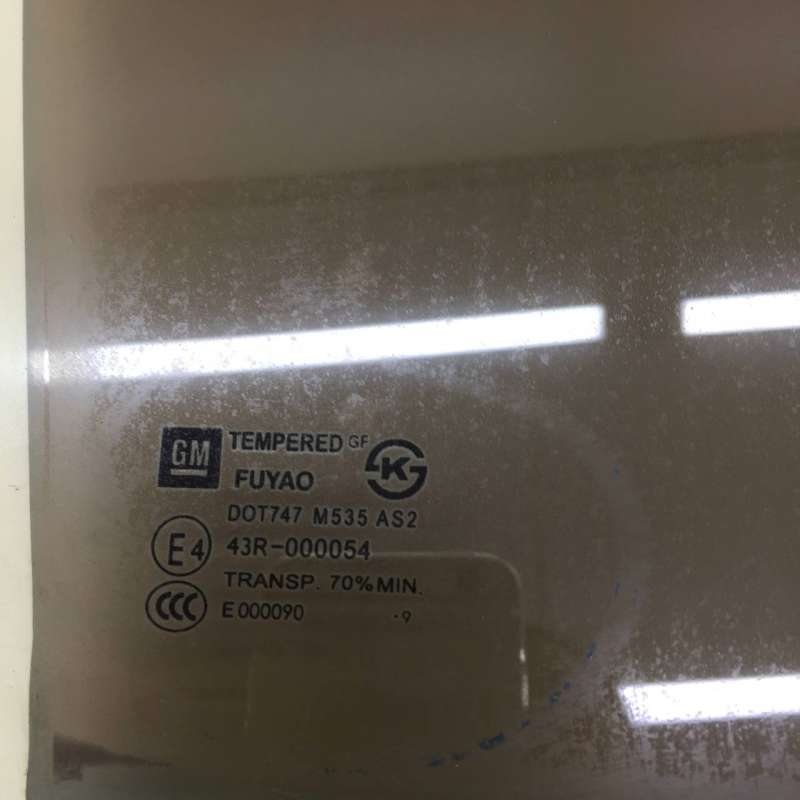 GM TEMPERED GF
FUYAO K
DOT747 M535 AS2
E4 43R-000054
TRANSP. 70% MIN.
CCC E000090 -9